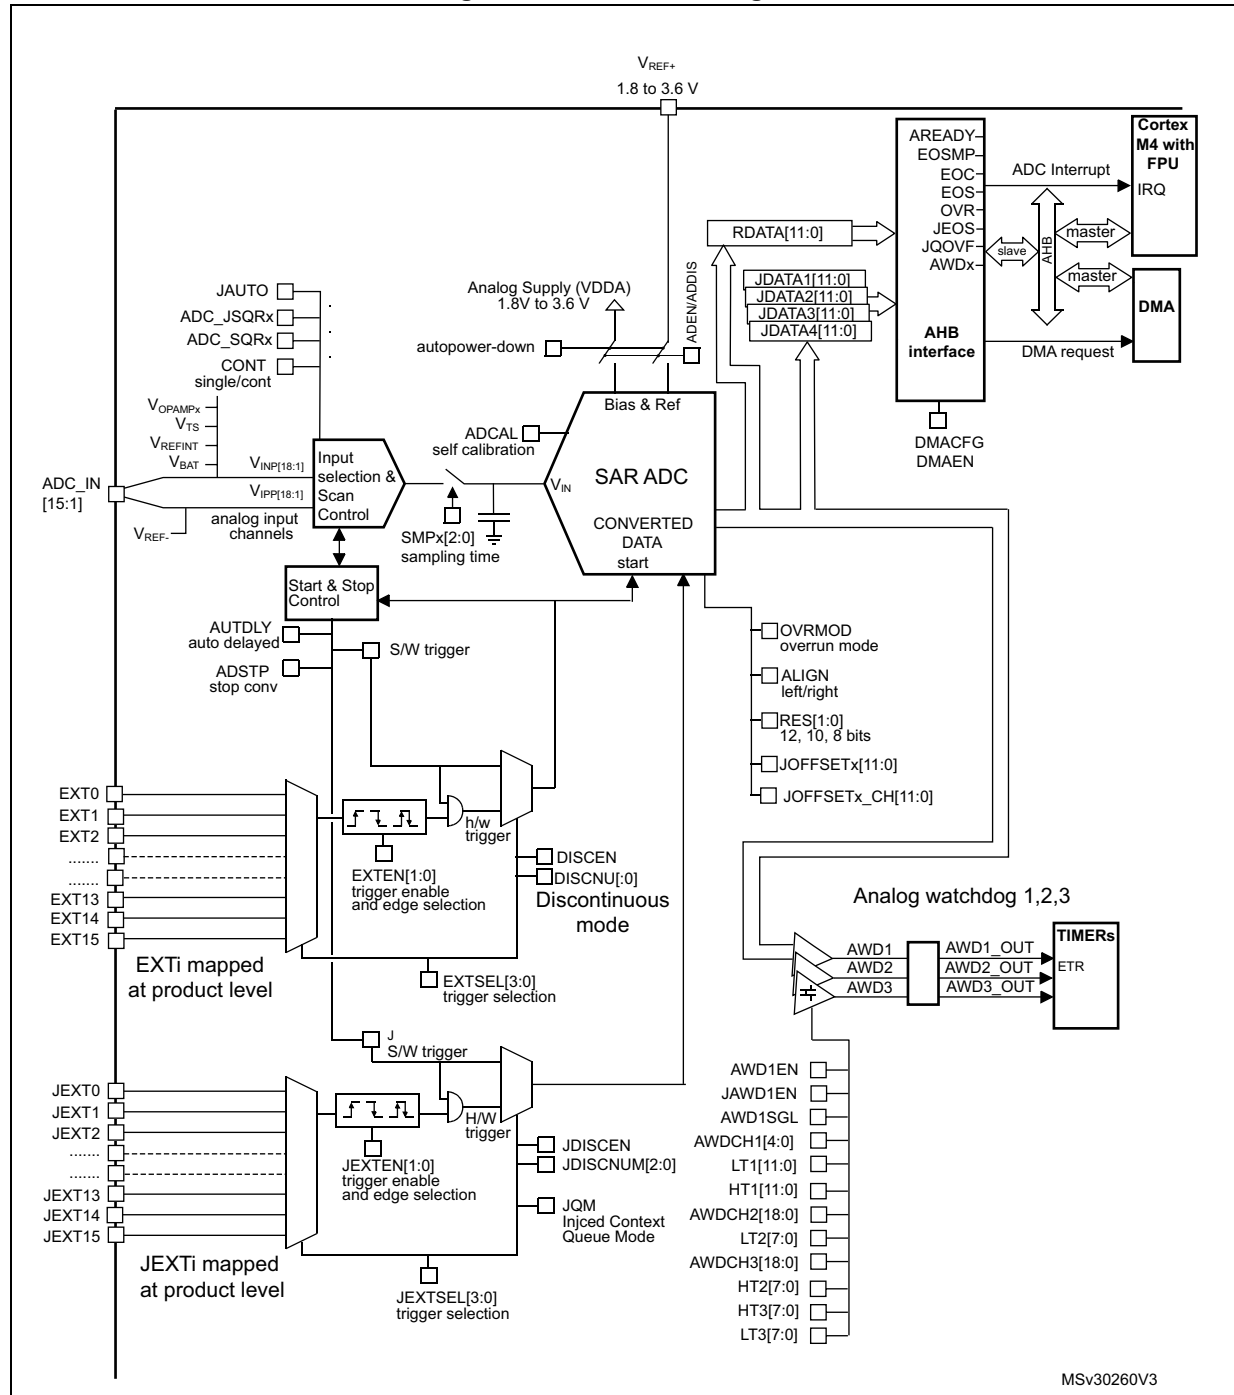 VREF+
1.8 to 3.6 V
Cortex
M4 with
FPU
IRQ
AREADY
EOSMP
EOC
EOS
OVR
JEOS
JQOVF
AWDx
ADC Interrupt
slave
AHB
master
master
DMA
DMA request
AHB
interface
DMACFG
DMAEN
RDATA[11:0]
JDATA1[11:0]
JDATA2[11:0]
JDATA3[11:0]
JDATA4[11:0]
JAUTO
ADC_JSQRx
ADC_SQRx
CONT
single/cont
Analog Supply (VDDA)
1.8V to 3.6 V
ADEN/ADDIS
autopower-down
Bias & Ref
ADCAL
self calibration
VOPAMPx
VTS
VREFINT
VBAT
VINP[18:1]
VIPP[18:1]
ADC_IN
[15:1]
VREF-
analog input
channels
Input
selection &
Scan
Control
SMPx[2:0]
sampling time
VIN
SAR ADC
CONVERTED
DATA
start
Start & Stop
Control
AUTDLY
auto delayed
ADSTP
stop conv
S/W trigger
OVRMOD
overrun mode
ALIGN
left/right
RES[1:0]
12, 10, 8 bits
JOFFSETx[11:0]
JOFFSETx_CH[11:0]
EXT0
EXT1
EXT2
.......
.......
EXT13
EXT14
EXT15
h/w
trigger
EXTEN[1:0]
trigger enable
and edge selection
DISCEN
DISCNU[:0]
Discontinuous
mode
EXTi mapped
at product level
EXTSEL[3:0]
trigger selection
Analog watchdog 1,2,3
AWD1
AWD2
AWD3
AWD1_OUT
AWD2_OUT
AWD3_OUT
TIMERs
ETR
J
S/W trigger
JEXT0
JEXT1
JEXT2
.......
.......
JEXT13
JEXT14
JEXT15
H/W
trigger
JEXTEN[1:0]
trigger enable
and edge selection
JDISCEN
JDISCNUM[2:0]
JQM
Injced Context
Queue Mode
JEXTi mapped
at product level
JEXTSEL[3:0]
trigger selection
AWD1EN
JAWD1EN
AWD1SGL
AWDCH1[4:0]
LT1[11:0]
HT1[11:0]
AWDCH2[18:0]
LT2[7:0]
AWDCH3[18:0]
HT2[7:0]
HT3[7:0]
LT3[7:0]
MSv30260V3